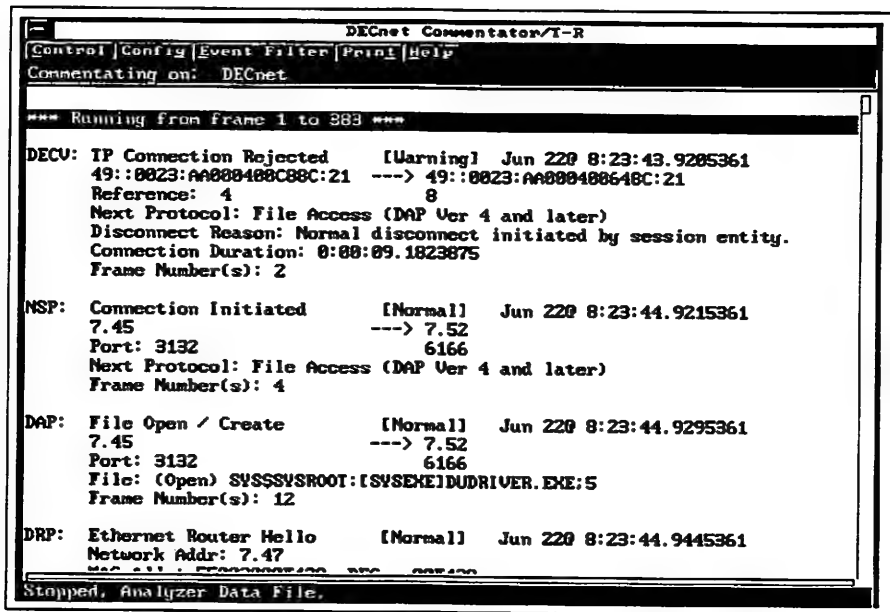 DECnet Commentator/T-R
Control Config Event Filter Print Help
Commentating on: DECnet
*** Running from frame 1 to 383 ***
DECV: TP Connection Rejected [Warning] Jun 22@ 8:23:43.9205361
49::0023:AA000400C88C:21 ---> 49::0023:AA000400648C:21
Reference: 4 8
Next Protocol: File Access (DAP Ver 4 and later)
Disconnect Reason: Normal disconnect initiated by session entity.
Connection Duration: 0:00:09.1823875
Frame Number(s): 2
NSP: Connection Initiated [Normal] Jun 22@ 8:23:44.9215361
7.45 ---> 7.52
Port: 3132 6166
Next Protocol: File Access (DAP Ver 4 and later)
Frame Number(s): 4
DAP: File Open / Create [Normal] Jun 22@ 8:23:44.9295361
7.45 ---> 7.52
Port: 3132 6166
File: (Open) SYS$SYSROOT:[SYSEXE]DUDRIVER.EXE;5
Frame Number(s): 12
DRP: Ethernet Router Hello [Normal] Jun 22@ 8:23:44.9445361
Network Addr: 7.47
Stopped, Analyzer Data File.